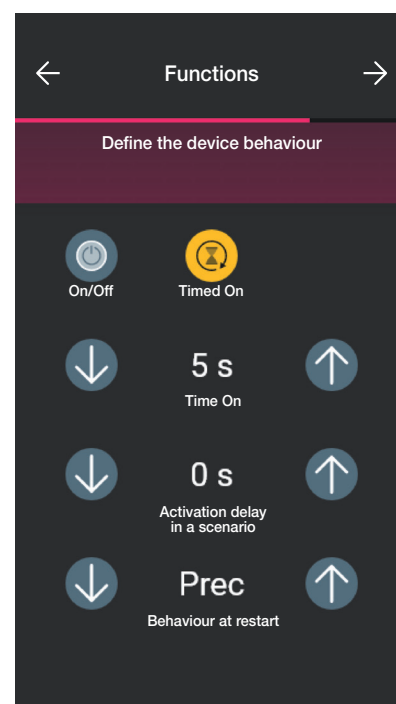 Functions
Define the device behaviour
On/Off
Timed On
5 s
Time On
0 s
Activation delay
in a scenario
Prec
Behaviour at restart